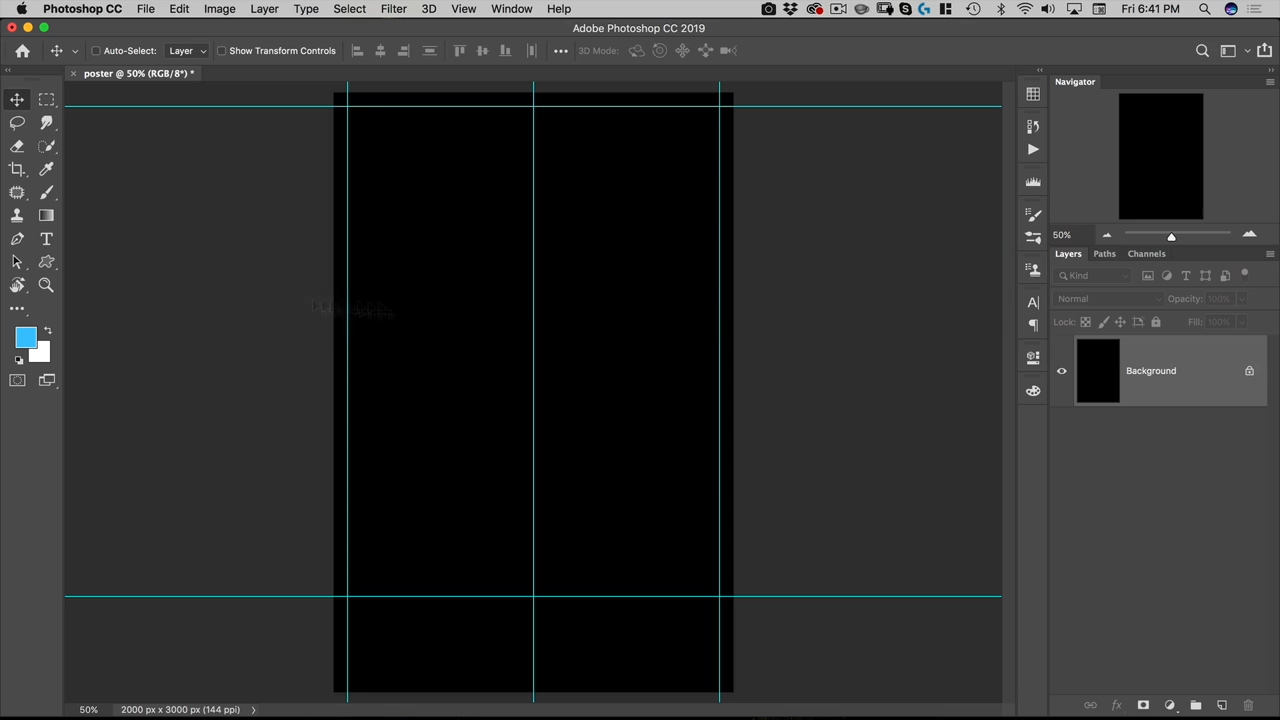 Photoshop CC File Edit Image Layer Type Select Filter 3D View Window Help Fri 6:41 PM
Adobe Photoshop CC 2019
Auto-Select: Layer Show Transform Controls 3D Mode:
poster @ 50% (RGB/8*) *
Navigator
50%
Layers Paths Channels
Kind
Normal Opacity: 100%
Lock: Fill: 100%
Background
50% 2000 px x 3000 px (144 ppi)